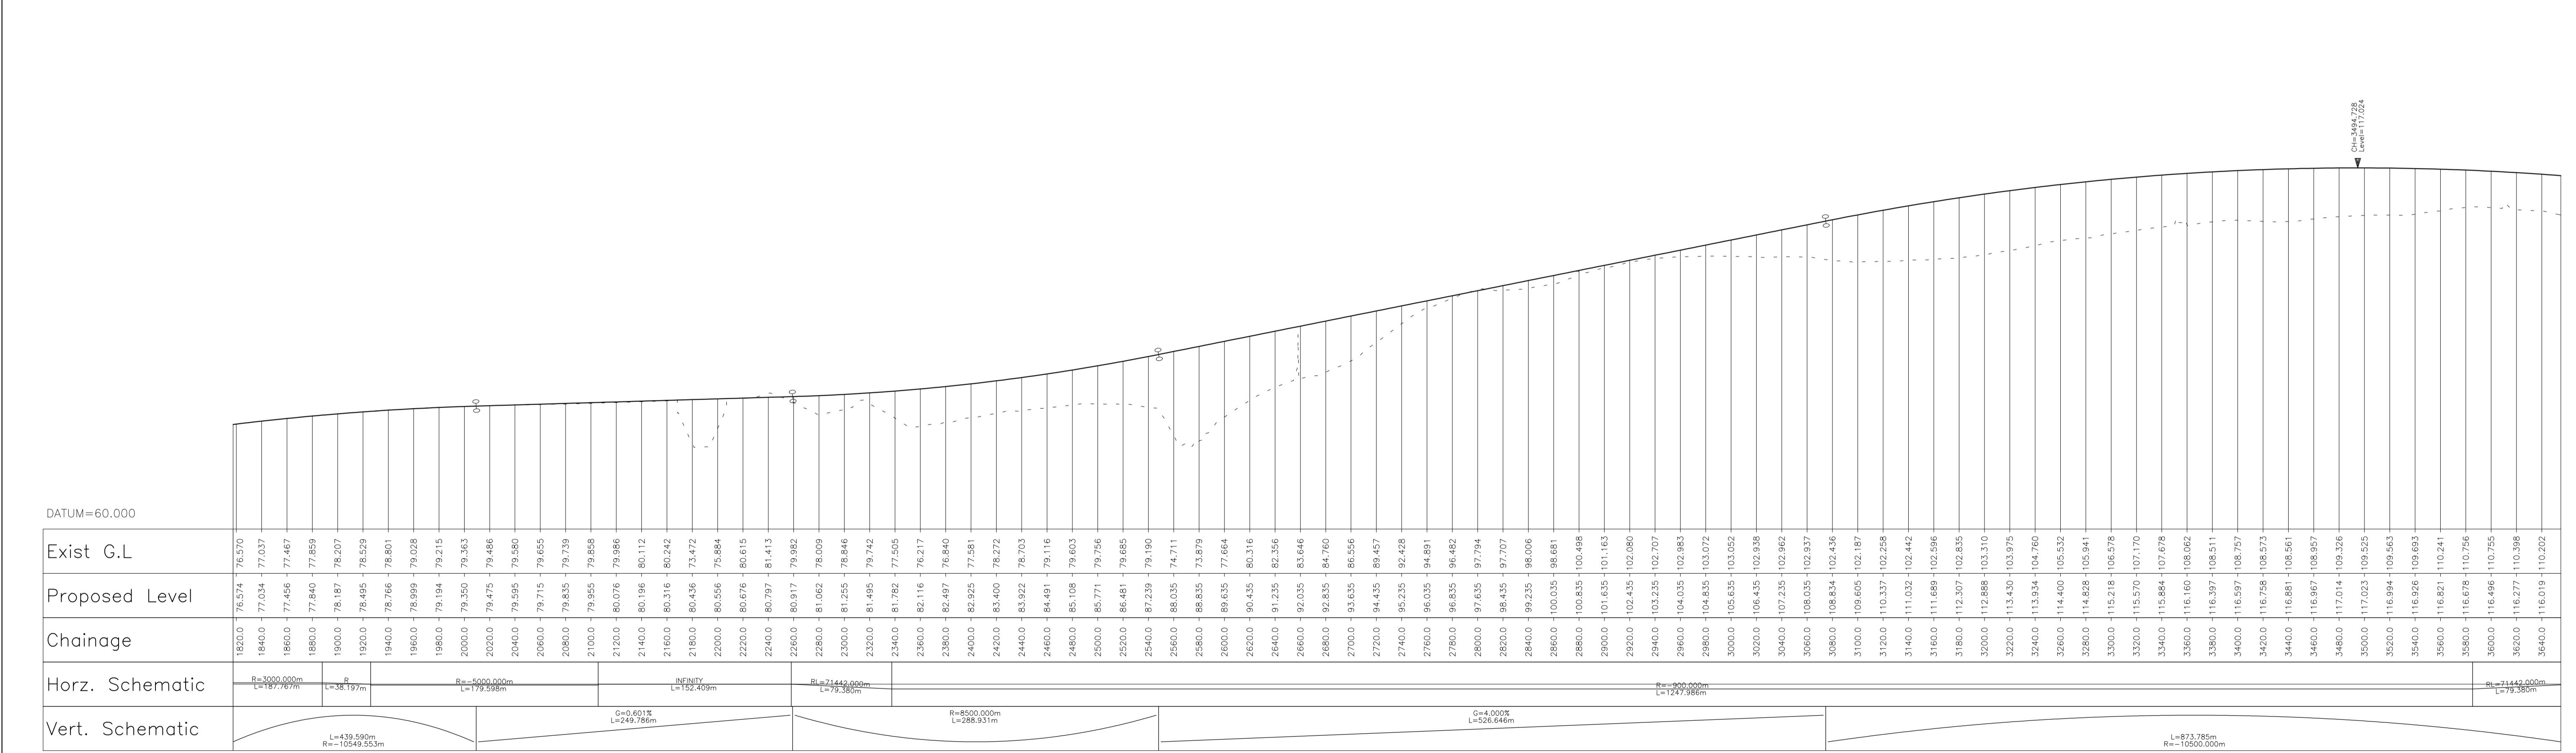 CH=3494.728
Level=117.024
DATUM=60.000
Exist G.L 76.570 77.037 77.467 77.859 78.207 78.529 78.801 79.028 79.215 79.363 79.486 79.580 79.655 79.739 79.858 79.986 80.112 80.242 73.472 75.884 80.615 81.413 79.982 78.009 78.846 79.742 77.505 76.217 76.840 77.581 78.272 78.703 79.116 79.603 79.756 79.685 79.190 74.711 73.879 77.664 80.316 82.356 83.646 84.760 86.556 89.457 92.428 94.891 96.482 97.794 97.707 98.006 98.681 100.498 101.163 102.080 102.707 102.983 103.072 103.052 102.938 102.962 102.937 102.436 102.187 102.258 102.442 102.596 102.835 103.310 103.975 104.760 105.532 105.941 106.578 107.170 107.678 108.062 108.511 108.757 108.573 108.561 108.957 109.326 109.525 109.563 109.693 110.241 110.756 110.755 110.398 110.202
Proposed Level 76.574 77.034 77.456 77.840 78.187 78.495 78.766 78.999 79.194 79.350 79.475 79.595 79.715 79.835 79.955 80.076 80.196 80.316 80.436 80.556 80.676 80.797 80.917 81.062 81.255 81.495 81.782 82.116 82.497 82.925 83.400 83.922 84.491 85.108 85.771 86.481 87.239 88.035 88.835 89.635 90.435 91.235 92.035 92.835 93.635 94.435 95.235 96.035 96.835 97.635 98.435 99.235 100.035 100.835 101.635 102.435 103.235 104.035 104.835 105.635 106.435 107.235 108.035 108.834 109.605 110.337 111.032 111.689 112.307 112.888 113.430 113.934 114.400 114.828 115.218 115.570 115.884 116.160 116.397 116.597 116.758 116.881 116.967 117.014 117.023 116.994 116.926 116.821 116.678 116.496 116.277 116.019
Chainage 1820.0 1840.0 1860.0 1880.0 1900.0 1920.0 1940.0 1960.0 1980.0 2000.0 2020.0 2040.0 2060.0 2080.0 2100.0 2120.0 2140.0 2160.0 2180.0 2200.0 2220.0 2240.0 2260.0 2280.0 2300.0 2320.0 2340.0 2360.0 2380.0 2400.0 2420.0 2440.0 2460.0 2480.0 2500.0 2520.0 2540.0 2560.0 2580.0 2600.0 2620.0 2640.0 2660.0 2680.0 2700.0 2720.0 2740.0 2760.0 2780.0 2800.0 2820.0 2840.0 2860.0 2880.0 2900.0 2920.0 2940.0 2960.0 2980.0 3000.0 3020.0 3040.0 3060.0 3080.0 3100.0 3120.0 3140.0 3160.0 3180.0 3200.0 3220.0 3240.0 3260.0 3280.0 3300.0 3320.0 3340.0 3360.0 3380.0 3400.0 3420.0 3440.0 3460.0 3480.0 3500.0 3520.0 3540.0 3560.0 3580.0 3600.0 3620.0 3640.0
Horz. Schematic
R=3000.000m
L=187.767m
R
L=38.197m
R=-5000.000m
L=179.598m
INFINITY
L=152.409m
RL=71442.000m
L=79.380m
R=-900.000m
L=1247.986m
RL=71442.000m
L=79.380m
Vert. Schematic
L=439.590m
R=-10549.553m
G=0.601%
L=249.786m
R=8500.000m
L=288.931m
G=4.000%
L=526.646m
L=873.785m
R=-10500.000m